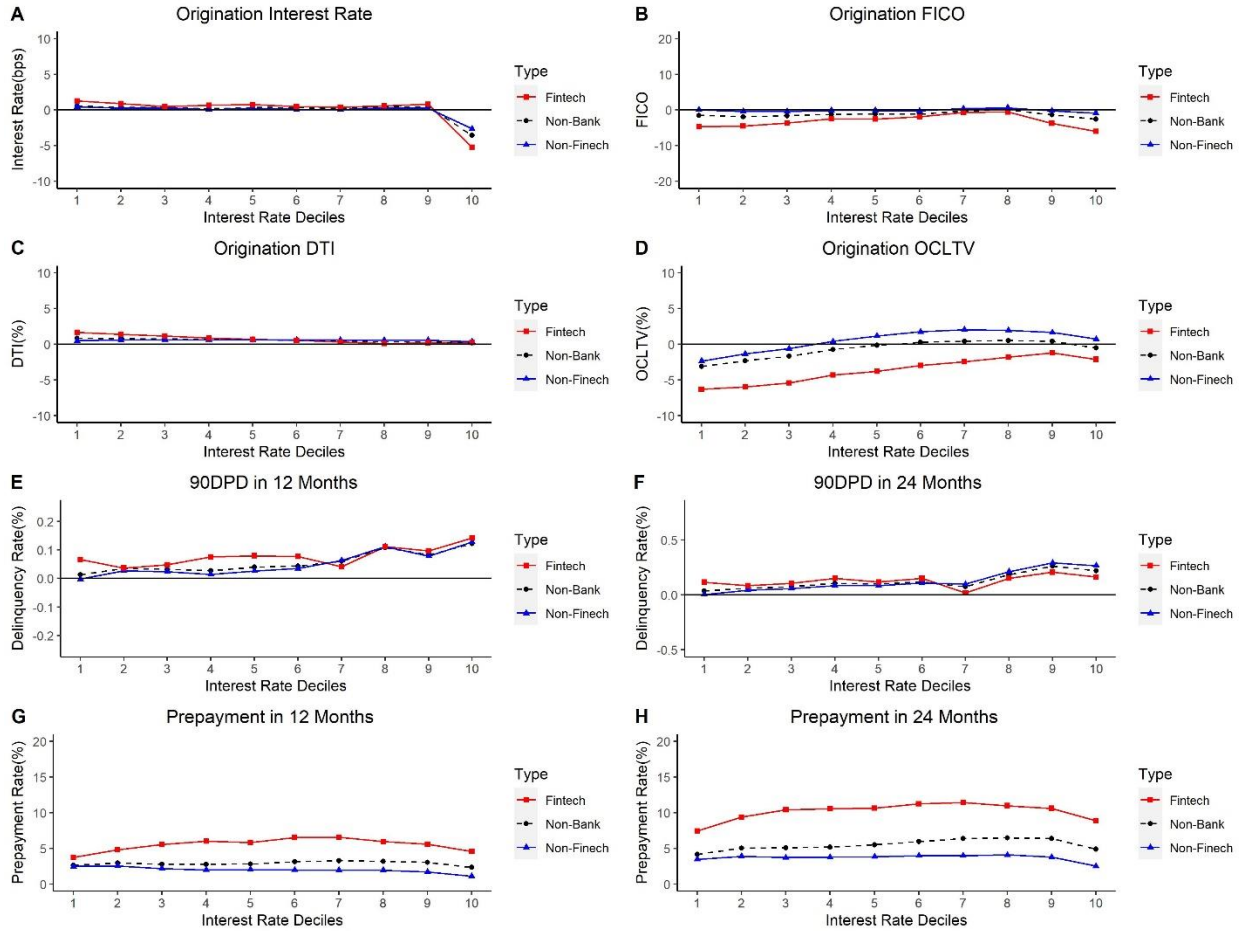 A Origination Interest Rate
Interest Rate(bps)
10
5
0
-5
-10
1 2 3 4 5 6 7 8 9 10
Interest Rate Deciles
Type
Fintech
Non-Bank
Non-Finech
B Origination FICO
FICO
20
10
0
-10
-20
1 2 3 4 5 6 7 8 9 10
Interest Rate Deciles
Type
Fintech
Non-Bank
Non-Finech
C Origination DTI
DTI(%)
10
5
0
-5
-10
1 2 3 4 5 6 7 8 9 10
Interest Rate Deciles
Type
Fintech
Non-Bank
Non-Finech
D Origination OCLTV
OCLTV(%)
10
5
0
-5
-10
1 2 3 4 5 6 7 8 9 10
Interest Rate Deciles
Type
Fintech
Non-Bank
Non-Finech
E 90DPD in 12 Months
Delinquency Rate(%)
0.2
0.1
0.0
-0.1
-0.2
1 2 3 4 5 6 7 8 9 10
Interest Rate Deciles
Type
Fintech
Non-Bank
Non-Finech
F 90DPD in 24 Months
Delinquency Rate(%)
0.5
0.0
-0.5
1 2 3 4 5 6 7 8 9 10
Interest Rate Deciles
Type
Fintech
Non-Bank
Non-Finech
G Prepayment in 12 Months
Prepayment Rate(%)
20
15
10
5
0
1 2 3 4 5 6 7 8 9 10
Interest Rate Deciles
Type
Fintech
Non-Bank
Non-Finech
H Prepayment in 24 Months
Prepayment Rate(%)
20
15
10
5
0
1 2 3 4 5 6 7 8 9 10
Interest Rate Deciles
Type
Fintech
Non-Bank
Non-Finech